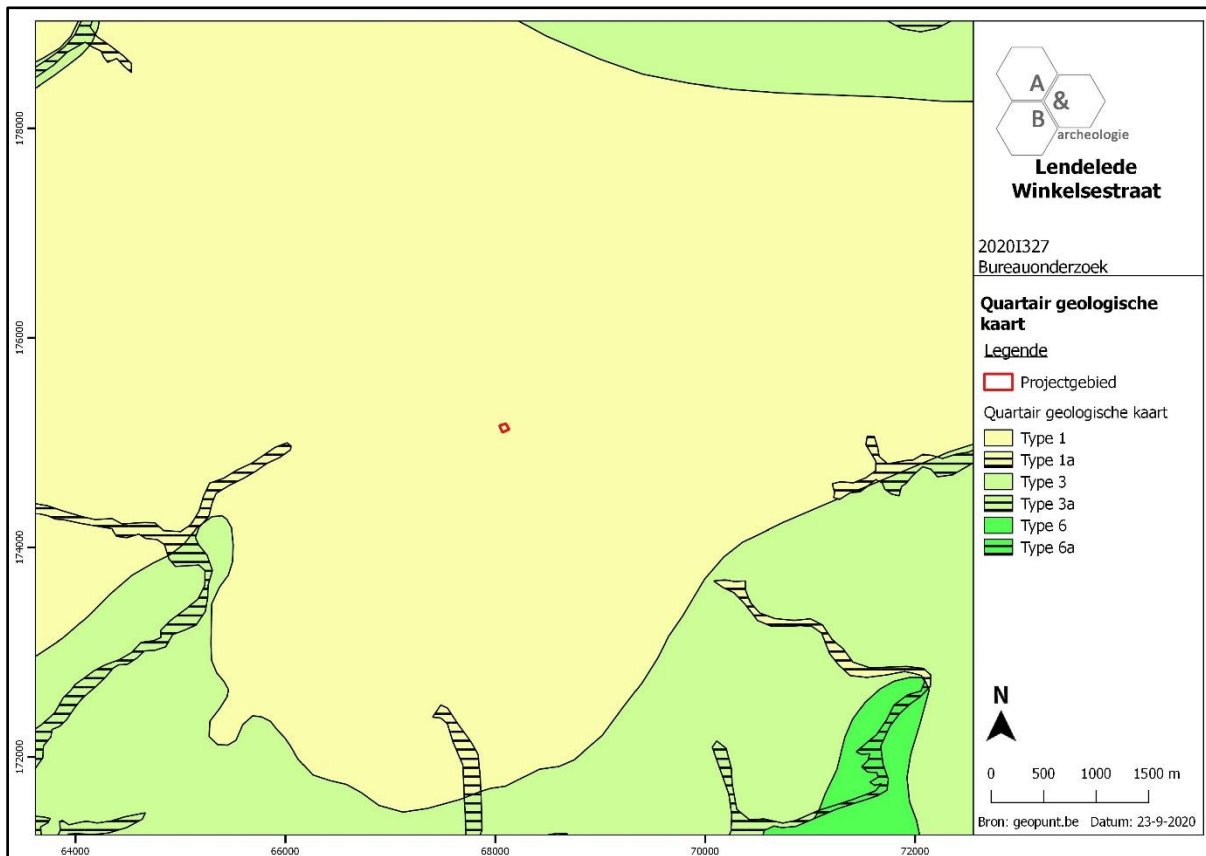 178000
176000
174000
172000
64000
66000
68000
70000
72000
A
&
B
archeologie
Lendelede
Winkelsestraat
2020I327
Bureauonderzoek
Quartair geologische
kaart
Legende
Projectgebied
Quartair geologische kaart
Type 1
Type 1a
Type 3
Type 3a
Type 6
Type 6a
N
0 500 1000 1500 m
Bron: geopunt.be Datum: 23-9-2020